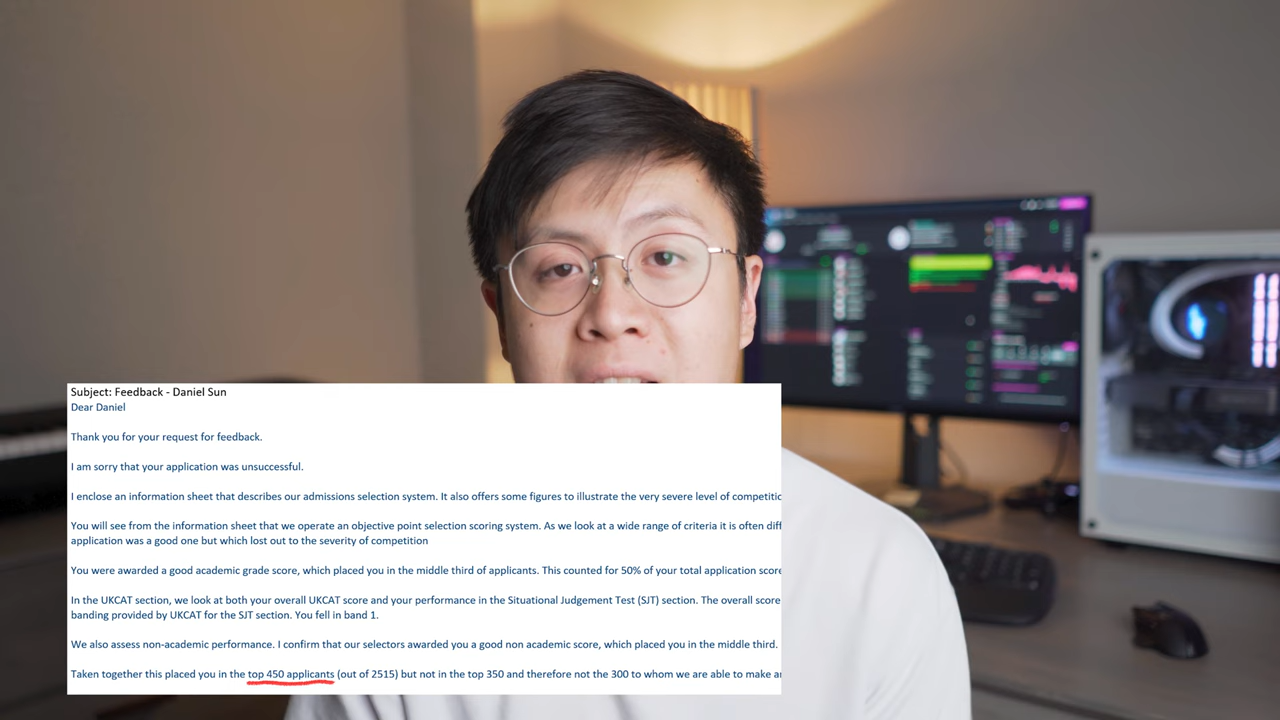 Subject: Feedback - Daniel Sun
Dear Daniel
Thank you for your request for feedback.
I am sorry that your application was unsuccessful.
I enclose an information sheet that describes our admissions selection system. It also offers some figures to illustrate the very severe level of
You will see from the information sheet that we operate an objective point selection scoring system. As we look at a wide range of criteria it is often
application was a good one but which lost out to the severity of competition
You were awarded a good academic grade score, which placed you in the middle third of applicants. This counted for 50% of your total application score
In the UKCAT section, we look at both your overall UKCAT score and your performance in the Situational Judgement Test (SJT) section. The overall score
banding provided by UKCAT for the SJT section. You fell in band 1.
We also assess non-academic performance. I confirm that our selectors awarded you a good non academic score, which placed you in the middle third.
Taken together this placed you in the top 450 applicants (out of 2515) but not in the top 350 and therefore not the 300 to whom we are able to make